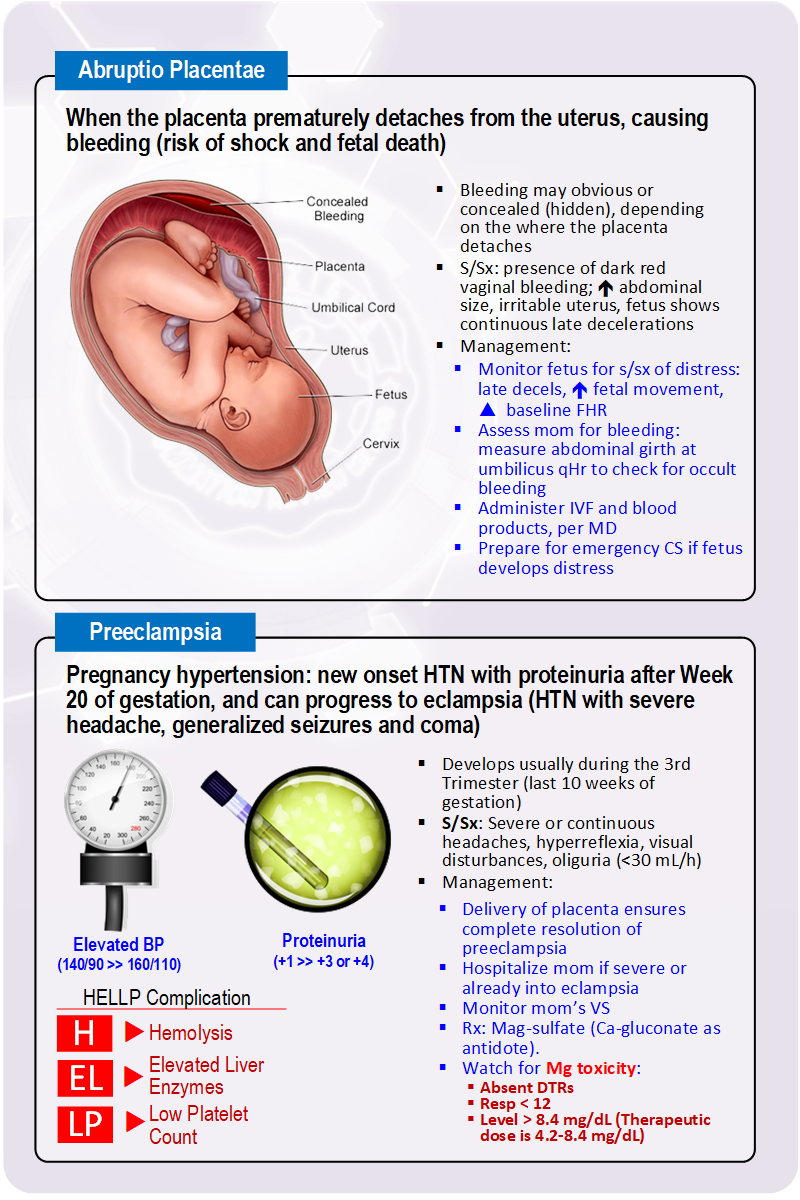 Abruptio Placentae
When the placenta prematurely detaches from the uterus, causing
bleeding (risk of shock and fetal death)
Concealed
Bleeding
Placenta
Umbilical Cord
Uterus
Fetus
Cervix
▪ Bleeding may obvious or
concealed (hidden), depending
on the where the placenta
detaches
▪ S/Sx: presence of dark red
vaginal bleeding; 🡹 abdominal
size, irritable uterus, fetus shows
continuous late decelerations
▪ Management:
▪ Monitor fetus for s/sx of distress:
late decels, 🡹 fetal movement,
▲ baseline FHR
▪ Assess mom for bleeding:
measure abdominal girth at
umbilicus qHr to check for occult
bleeding
▪ Administer IVF and blood
products, per MD
▪ Prepare for emergency CS if fetus
develops distress
Preeclampsia
Pregnancy hypertension: new onset HTN with proteinuria after Week
20 of gestation, and can progress to eclampsia (HTN with severe
headache, generalized seizures and coma)
Elevated BP
(140/90 >> 160/110)
Proteinuria
(+1 >> +3 or +4)
HELLP Complication
H ▶ Hemolysis
EL ▶ Elevated Liver
Enzymes
LP ▶ Low Platelet
Count
▪ Develops usually during the 3rd
Trimester (last 10 weeks of
gestation)
▪ S/Sx: Severe or continuous
headaches, hyperreflexia, visual
disturbances, oliguria (<30 mL/h)
▪ Management:
▪ Delivery of placenta ensures
complete resolution of
preeclampsia
▪ Hospitalize mom if severe or
already into eclampsia
▪ Monitor mom’s VS
▪ Rx: Mag-sulfate (Ca-gluconate as
antidote).
▪ Watch for Mg toxicity:
▪ Absent DTRs
▪ Resp < 12
▪ Level > 8.4 mg/dL (Therapeutic
dose is 4.2-8.4 mg/dL)